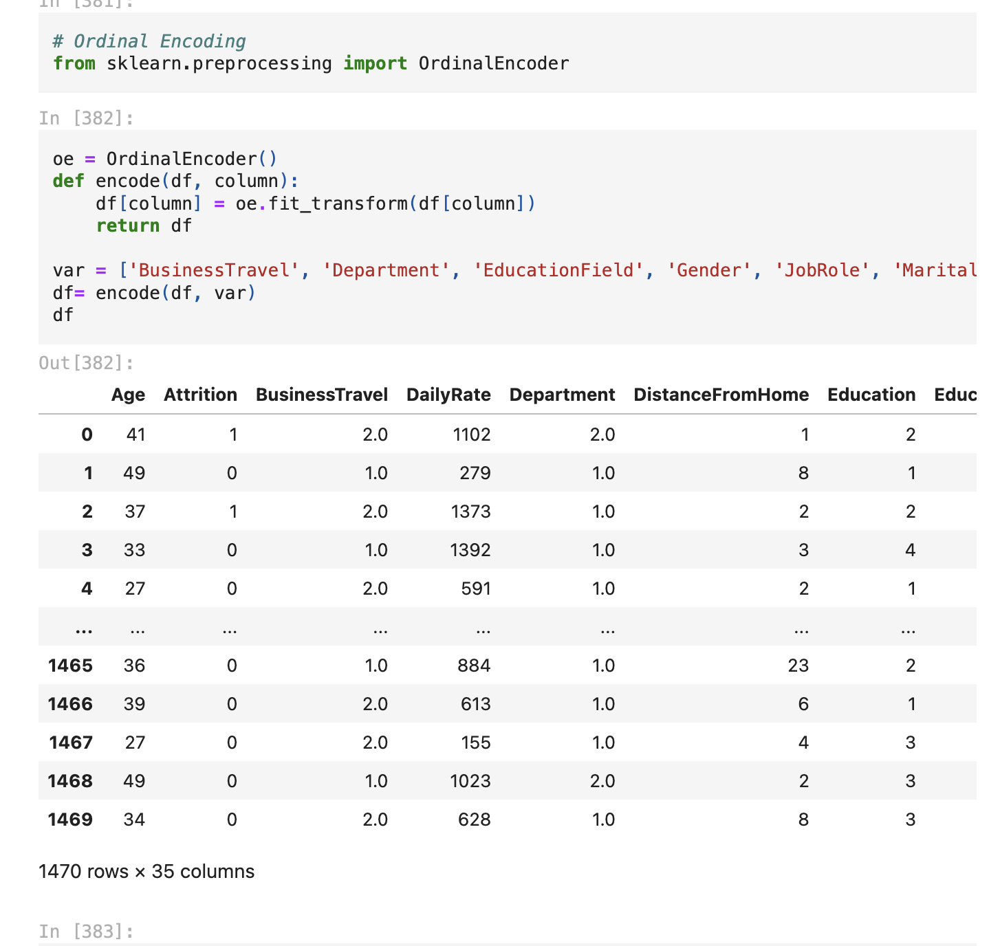 In [381]:
# Ordinal Encoding
from sklearn.preprocessing import OrdinalEncoder
In [382]:
oe = OrdinalEncoder()
def encode(df, column):
    df[column] = oe.fit_transform(df[column])
    return df
var = ['BusinessTravel', 'Department', 'EducationField', 'Gender', 'JobRole', 'Marital
df= encode(df, var)
df
Out[382]:
Age Attrition BusinessTravel DailyRate Department DistanceFromHome Education Educ
0 41 1 2.0 1102 2.0 1 2
1 49 0 1.0 279 1.0 8 1
2 37 1 2.0 1373 1.0 2 2
3 33 0 1.0 1392 1.0 3 4
4 27 0 2.0 591 1.0 2 1
... ... ... ... ... ... ... ...
1465 36 0 1.0 884 1.0 23 2
1466 39 0 2.0 613 1.0 6 1
1467 27 0 2.0 155 1.0 4 3
1468 49 0 1.0 1023 2.0 2 3
1469 34 0 2.0 628 1.0 8 3
1470 rows × 35 columns
In [383]: